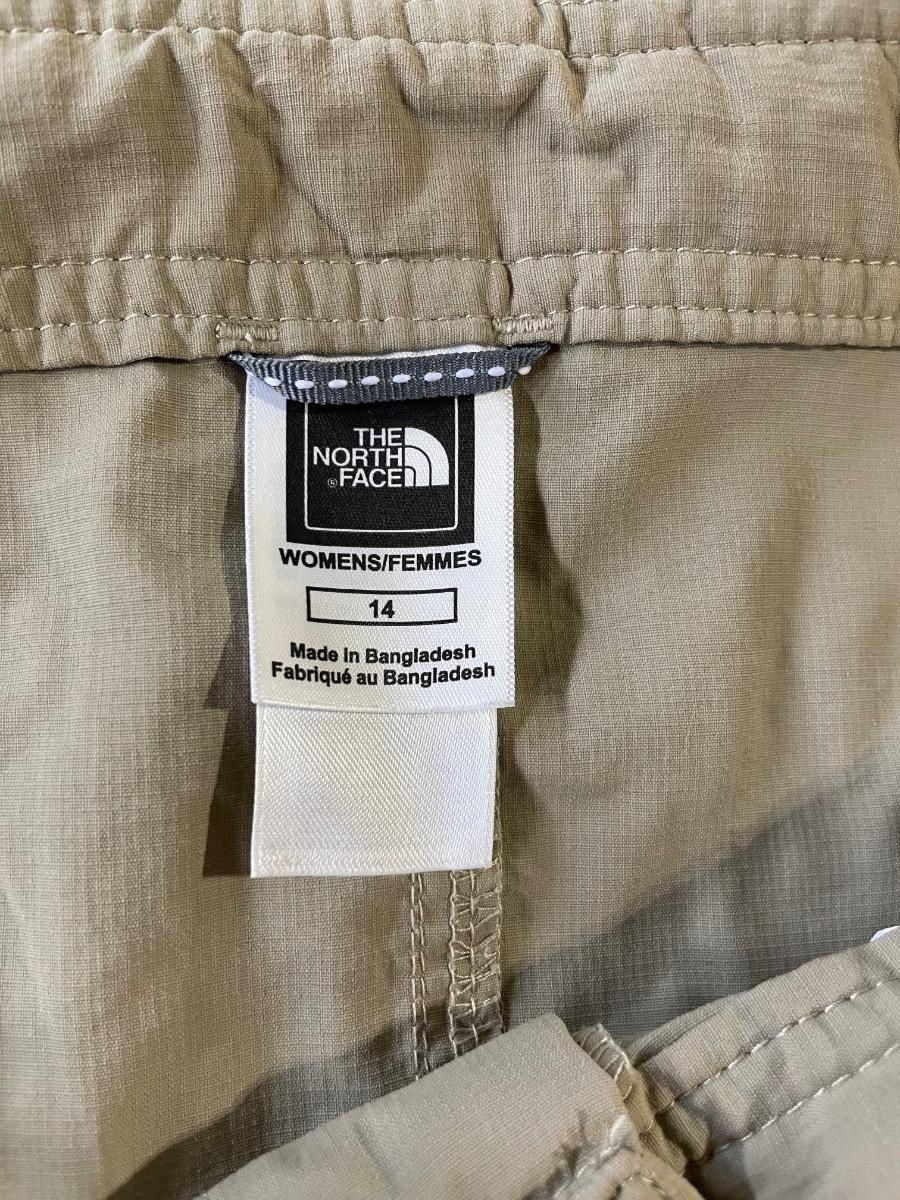 THE
NORTH
® FACE
WOMENS/FEMMES
14
Made in Bangladesh
Fabriqué au Bangladesh